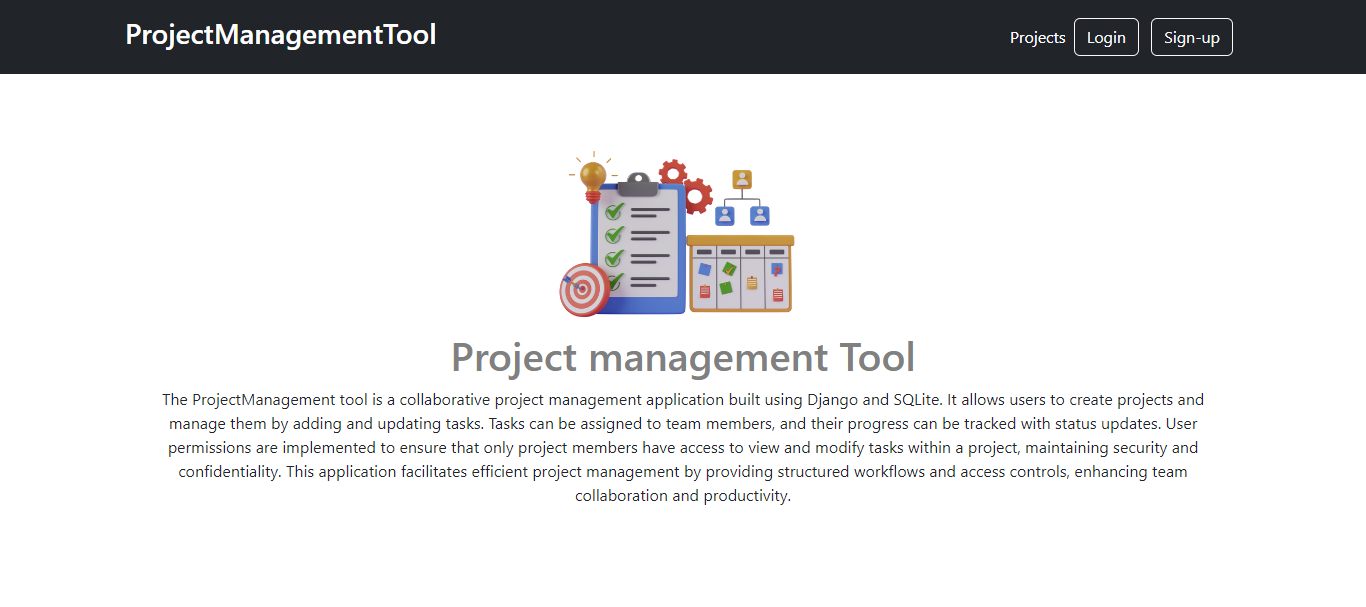 ProjectManagementTool
Projects
Login
Sign-up
Project management Tool
The ProjectManagement tool is a collaborative project management application built using Django and SQLite. It allows users to create projects and
manage them by adding and updating tasks. Tasks can be assigned to team members, and their progress can be tracked with status updates. User
permissions are implemented to ensure that only project members have access to view and modify tasks within a project, maintaining security and
confidentiality. This application facilitates efficient project management by providing structured workflows and access controls, enhancing team
collaboration and productivity.